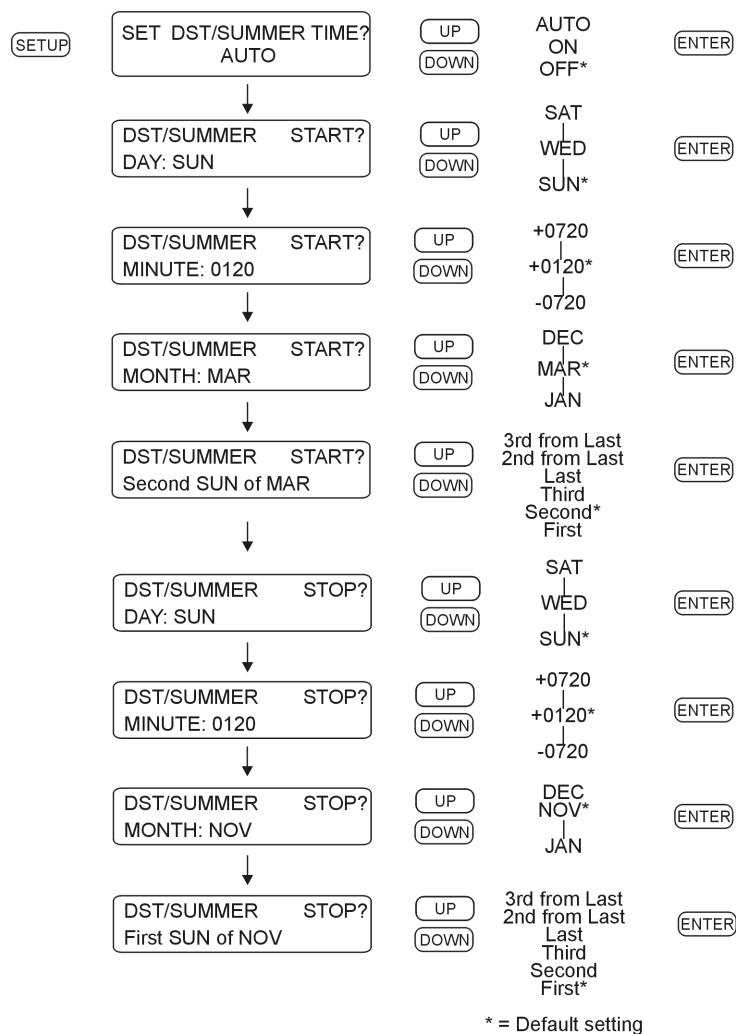 SETUP
SET DST/SUMMER TIME?
AUTO
UP
DOWN
AUTO
ON
OFF*
ENTER
DST/SUMMER START?
DAY: SUN
UP
DOWN
SAT
WED
SUN*
ENTER
DST/SUMMER START?
MINUTE: 0120
UP
DOWN
+0720
+0120*
-0720
ENTER
DST/SUMMER START?
MONTH: MAR
UP
DOWN
DEC
MAR*
JAN
ENTER
DST/SUMMER START?
Second SUN of MAR
UP
DOWN
3rd from Last
2nd from Last
Last
Third
Second*
First
ENTER
DST/SUMMER STOP?
DAY: SUN
UP
DOWN
SAT
WED
SUN*
ENTER
DST/SUMMER STOP?
MINUTE: 0120
UP
DOWN
+0720
+0120*
-0720
ENTER
DST/SUMMER STOP?
MONTH: NOV
UP
DOWN
DEC
NOV*
JAN
ENTER
DST/SUMMER STOP?
First SUN of NOV
UP
DOWN
3rd from Last
2nd from Last
Last
Third
Second
First*
ENTER
* = Default setting